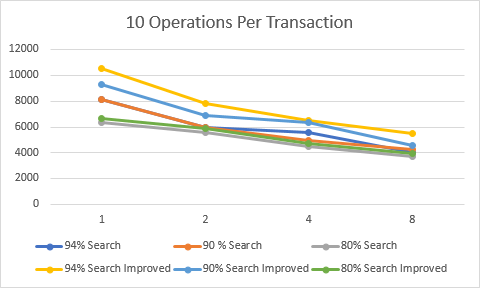 10 Operations Per Transaction
12000
10000
8000
6000
4000
2000
0
1 2 4 8
94% Search 90 % Search 80% Search
94% Search Improved 90% Search Improved 80% Search Improved